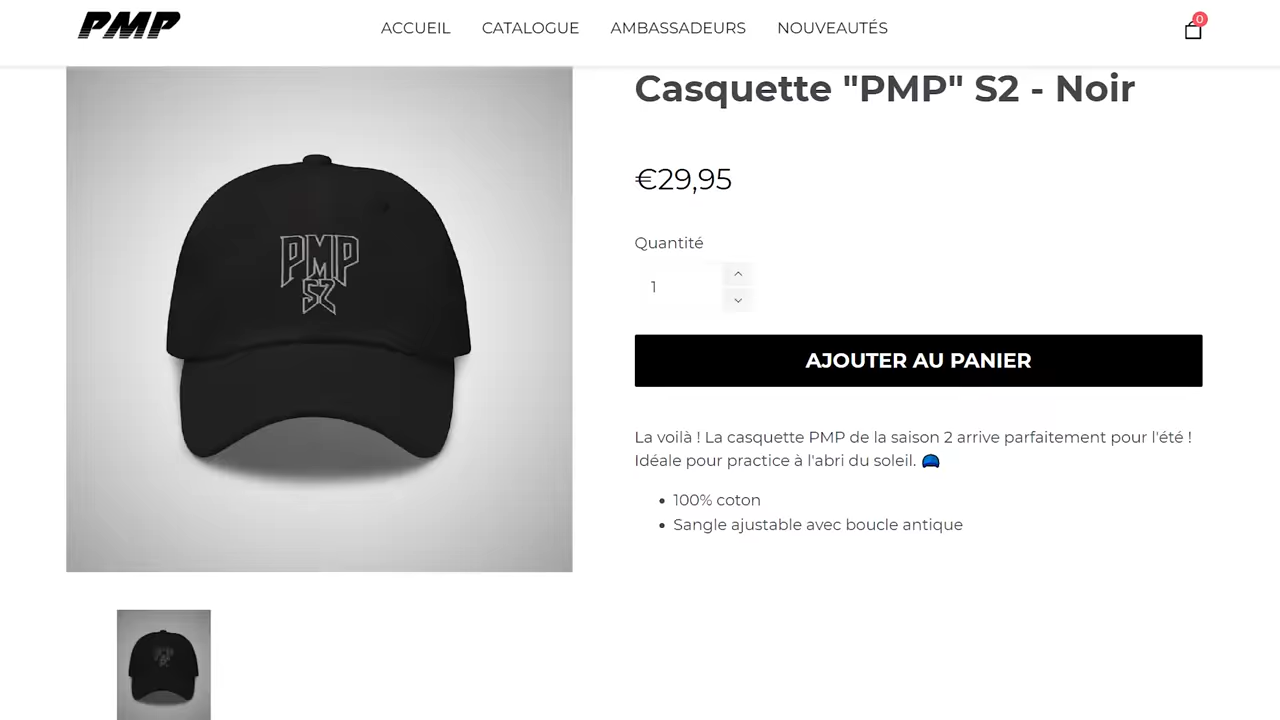 PMP
ACCUEIL
CATALOGUE
AMBASSADEURS
NOUVEAUTÉS
0
Casquette "PMP" S2 - Noir
€29,95
Quantité
1
AJOUTER AU PANIER
La voilà ! La casquette PMP de la saison 2 arrive parfaitement pour l'été !
Idéale pour practice à l'abri du soleil.
100% coton
Sangle ajustable avec boucle antique
PMP
S2